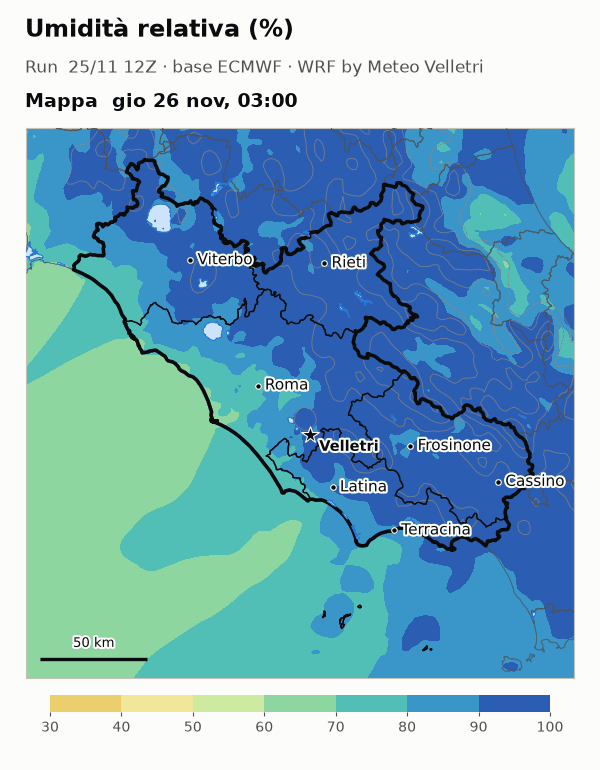 Umidità relativa (%)
Run  25/11 12Z · base ECMWF · WRF by Meteo Velletri
Mappa  gio 26 nov, 03:00
Viterbo
Rieti
Roma
Velletri
Frosinone
Latina
Cassino
Terracina
50 km
30 40 50 60 70 80 90 100